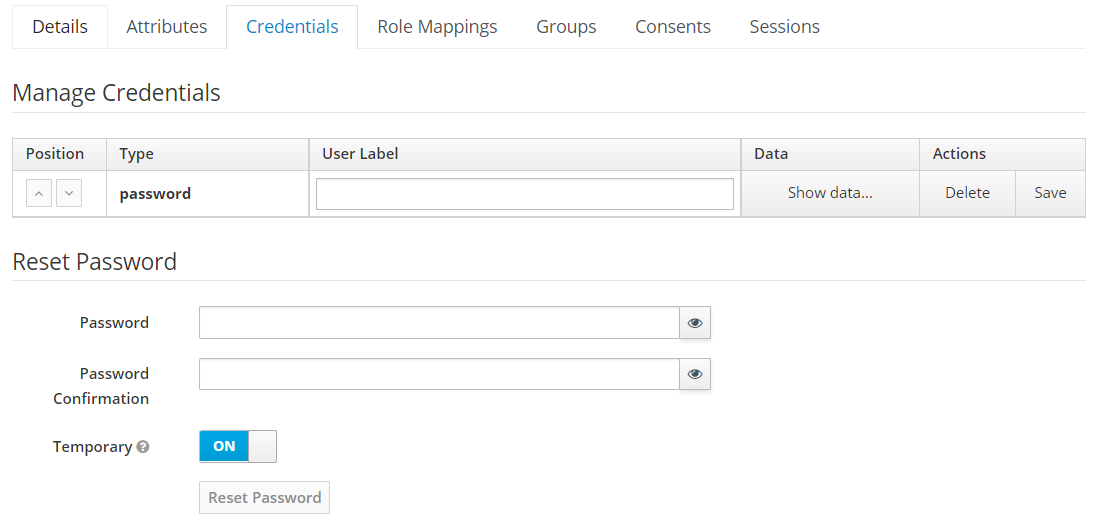 Details Attributes Credentials Role Mappings Groups Consents Sessions
Manage Credentials
Position Type User Label Data Actions
password Show data... Delete Save
Reset Password
Password
Password
Confirmation
Temporary
ON
Reset Password